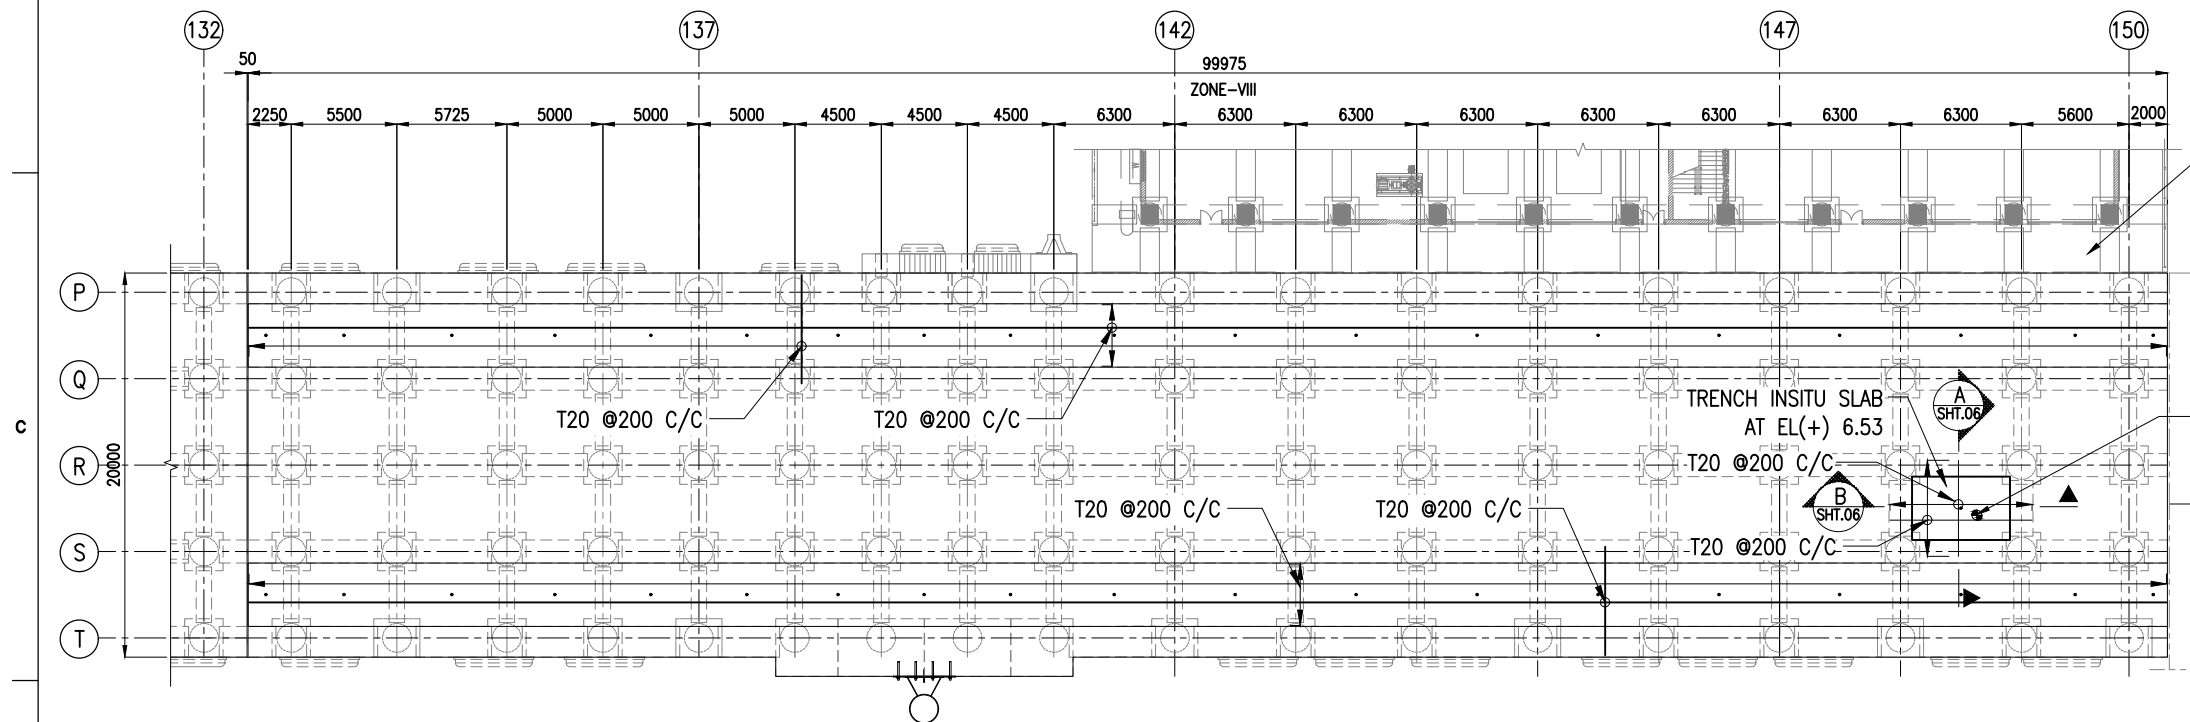 132
137
142
147
150
50
99975
ZONE-VIII
2250 5500 5725 5000 5000 5000 4500 4500 4500 6300 6300 6300 6300 6300 6300 6300 6300 5600 2000
P
Q
R
S
T
20000
C
T20 @200 C/C
T20 @200 C/C
TRENCH INSITU SLAB
AT EL(+) 6.53
A
SHT.06
T20 @200 C/C
B
SHT.06
T20 @200 C/C
T20 @200 C/C
T20 @200 C/C